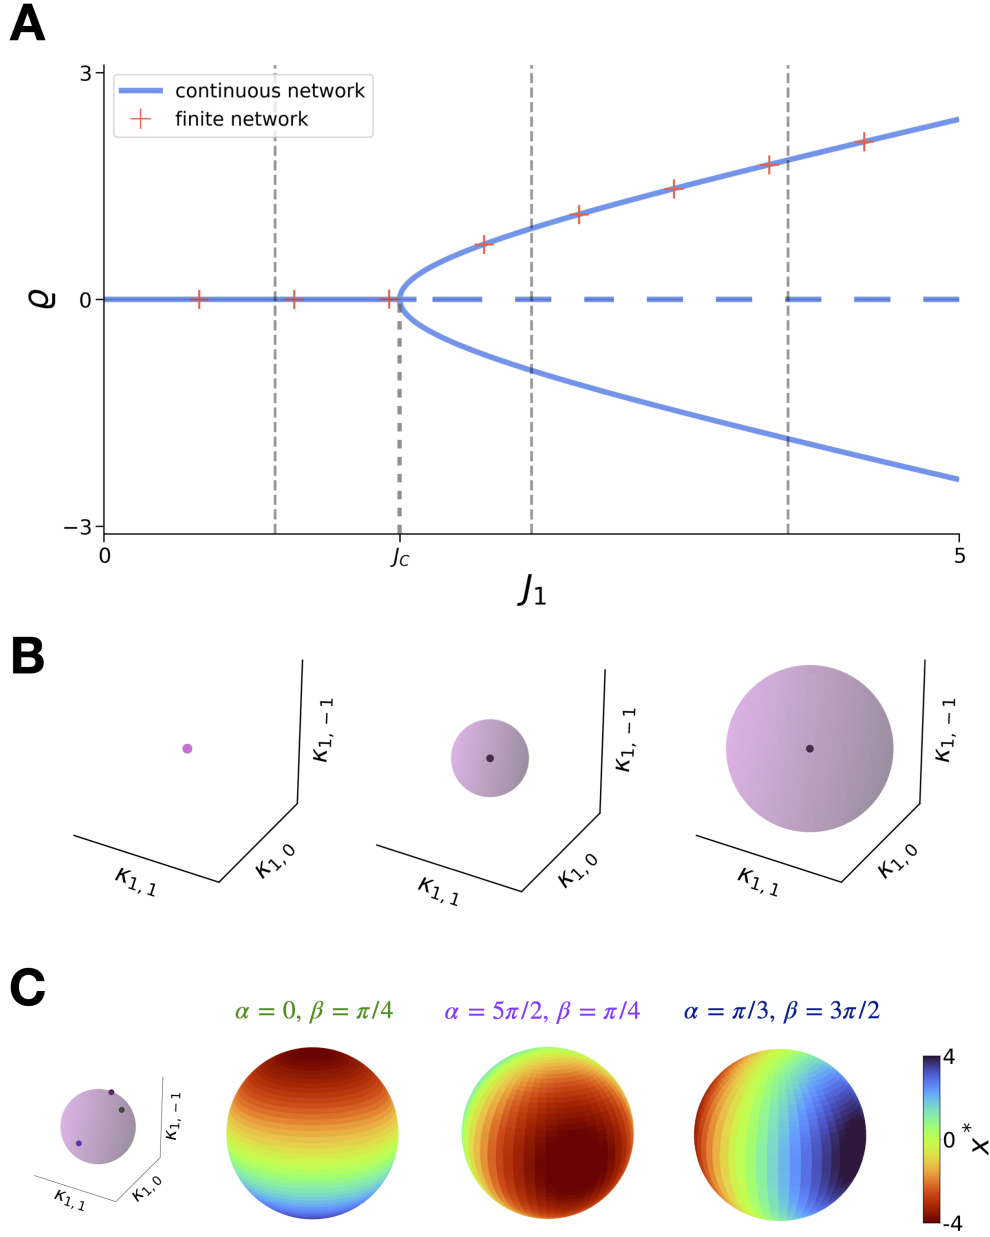 A
3
continuous network
finite network
ϱ
0
−3
0
J_C
5
J_1
B
κ_{1, −1}
κ_{1, 0}
κ_{1, 1}
κ_{1, −1}
κ_{1, 0}
κ_{1, 1}
κ_{1, −1}
κ_{1, 0}
κ_{1, 1}
C
α = 0, β = π/4
α = 5π/2, β = π/4
α = π/3, β = 3π/2
κ_{1, −1}
κ_{1, 0}
κ_{1, 1}
4
0
-4
x*